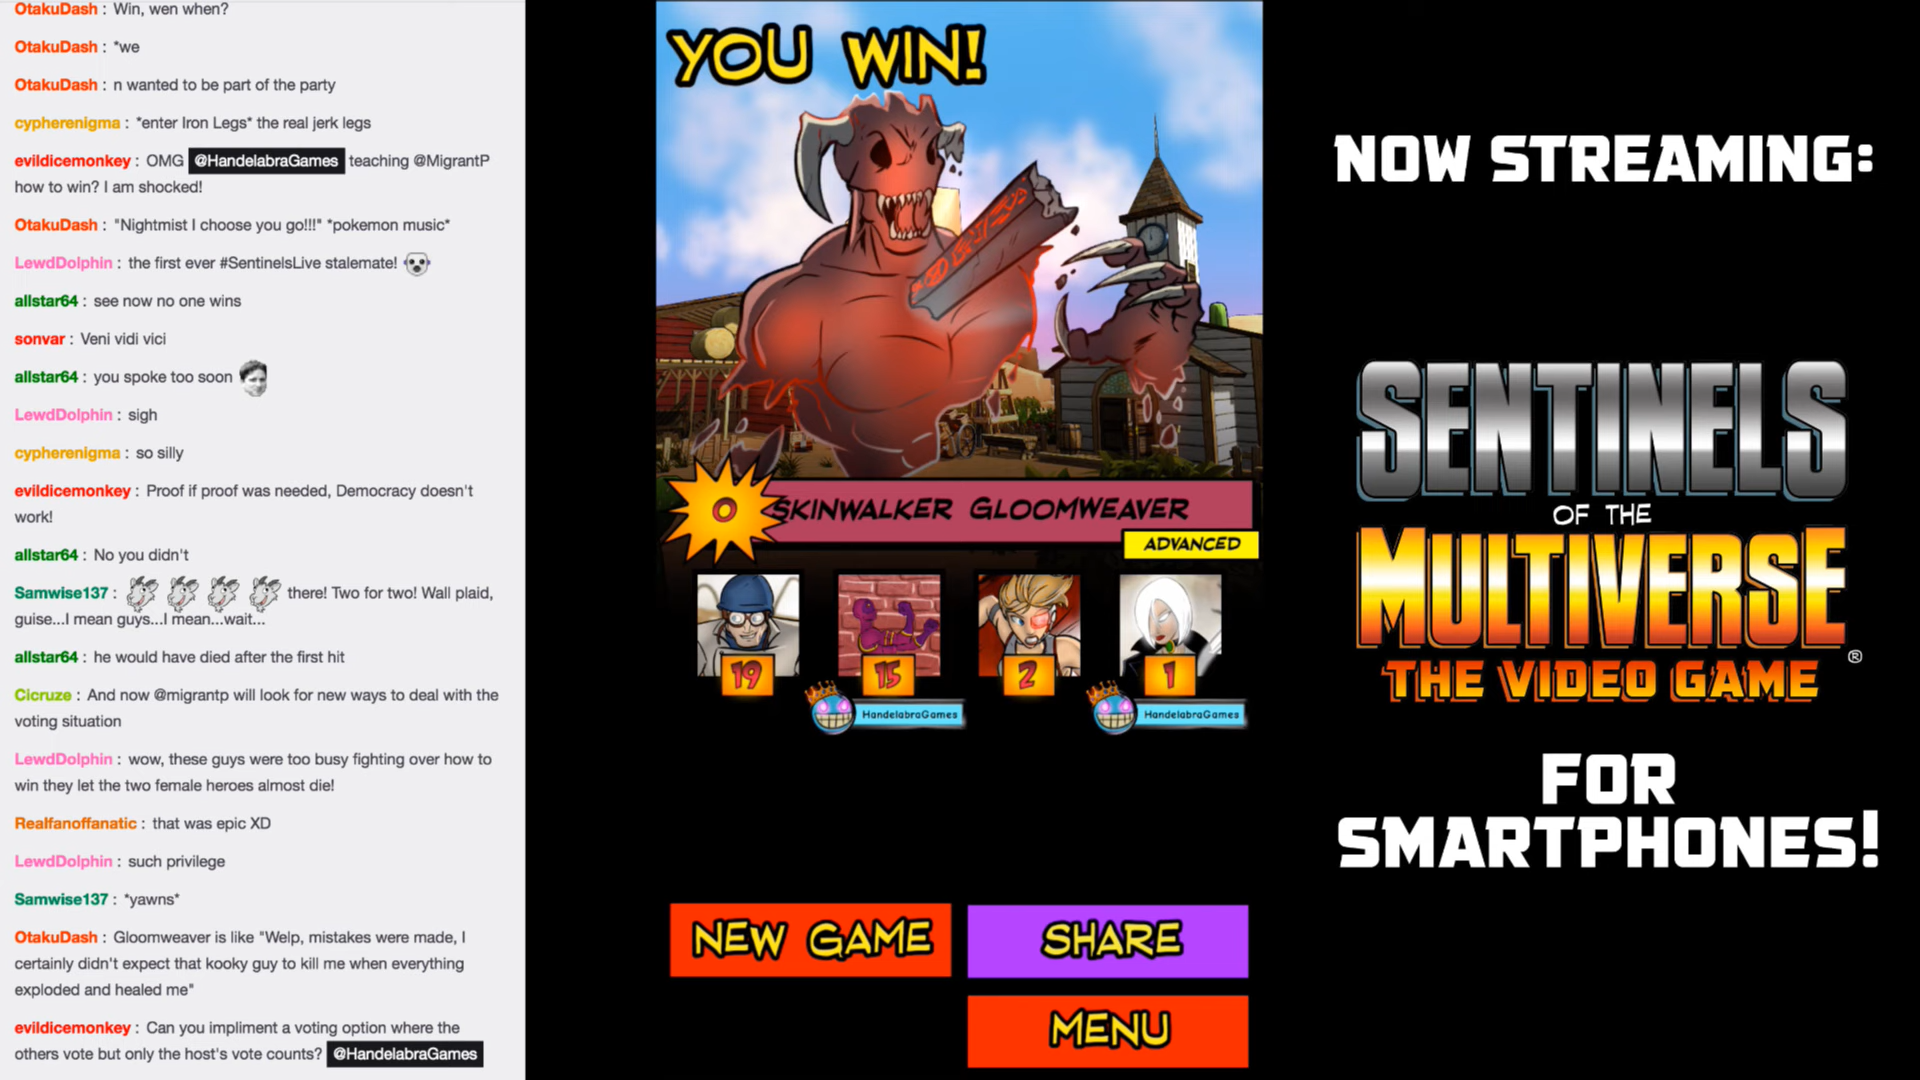 OtakuDash : Win, wen when?
OtakuDash : *we
OtakuDash : n wanted to be part of the party
cypherenigma : *enter Iron Legs* the real jerk legs
evildicemonkey : OMG @HandelabraGames teaching @MigrantP
how to win? I am shocked!
OtakuDash : "Nightmist I choose you go!!!" *pokemon music*
LewdDolphin : the first ever #SentinelsLive stalemate!
allstar64 : see now no one wins
sonvar : Veni vidi vici
allstar64 : you spoke too soon
LewdDolphin : sigh
cypherenigma : so silly
evildicemonkey : Proof if proof was needed, Democracy doesn't
work!
allstar64 : No you didn't
Samwise137 : there! Two for two! Wall plaid,
guise...I mean guys...I mean...wait...
allstar64 : he would have died after the first hit
Cicruze : And now @migrantp will look for new ways to deal with the
voting situation
LewdDolphin : wow, these guys were too busy fighting over how to
win they let the two female heroes almost die!
Realfanoffanatic : that was epic XD
LewdDolphin : such privilege
Samwise137 : *yawns*
OtakuDash : Gloomweaver is like "Welp, mistakes were made, I
certainly didn't expect that kooky guy to kill me when everything
exploded and healed me"
evildicemonkey : Can you impliment a voting option where the
others vote but only the host's vote counts? @HandelabraGames
YOU WIN!
0 SKINWALKER GLOOMWEAVER
ADVANCED
19 15 2 1
HandelabraGames HandelabraGames
NEW GAME SHARE
MENU
NOW STREAMING:
SENTINELS
OF THE
MULTIVERSE
THE VIDEO GAME ®
FOR
SMARTPHONES!